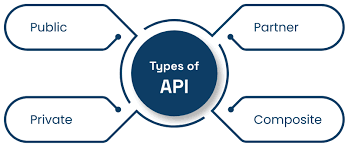 Public
Partner
Types of
API
Private
Composite